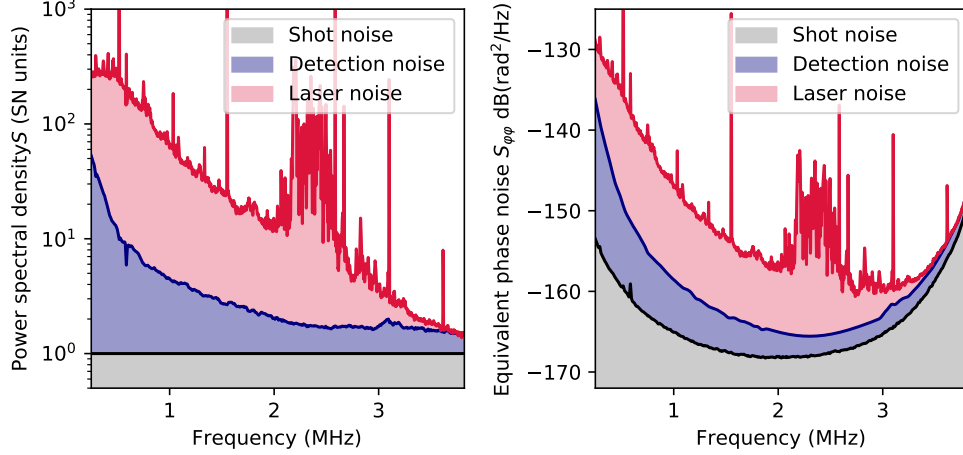 Power spectral densityS (SN units)
10³
10²
10¹
10⁰
Shot noise
Detection noise
Laser noise
1
2
3
Frequency (MHz)
Equivalent phase noise Sφφ dB(rad²/Hz)
−130
−140
−150
−160
−170
Shot noise
Detection noise
Laser noise
1
2
3
Frequency (MHz)